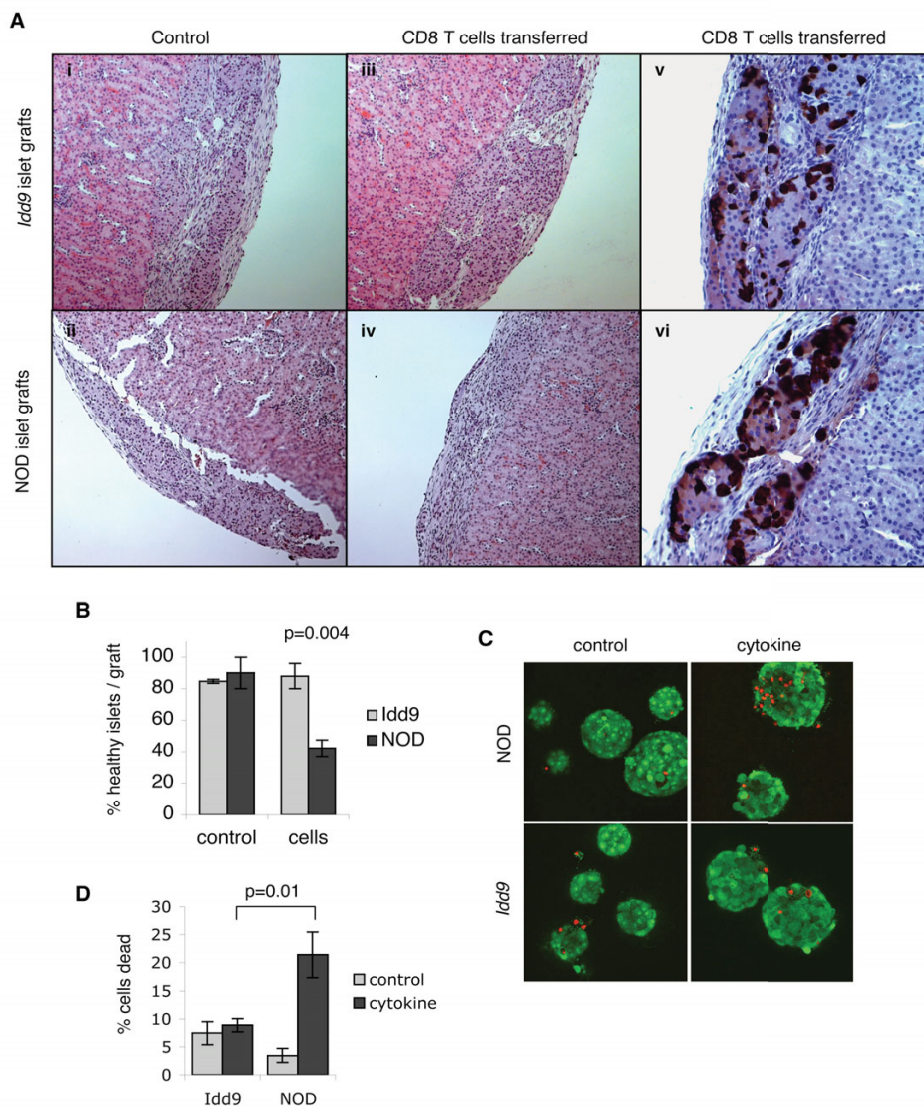 A
Control
CD8 T cells transferred
CD8 T cells transferred
Idd9 islet grafts
i
iii
v
NOD islet grafts
ii
iv
vi
B
p=0.004
% healthy islets / graft
100
80
60
40
20
0
control
cells
Idd9
NOD
C
control
cytokine
NOD
Idd9
D
p=0.01
% cells dead
30
25
20
15
10
5
0
Idd9
NOD
control
cytokine